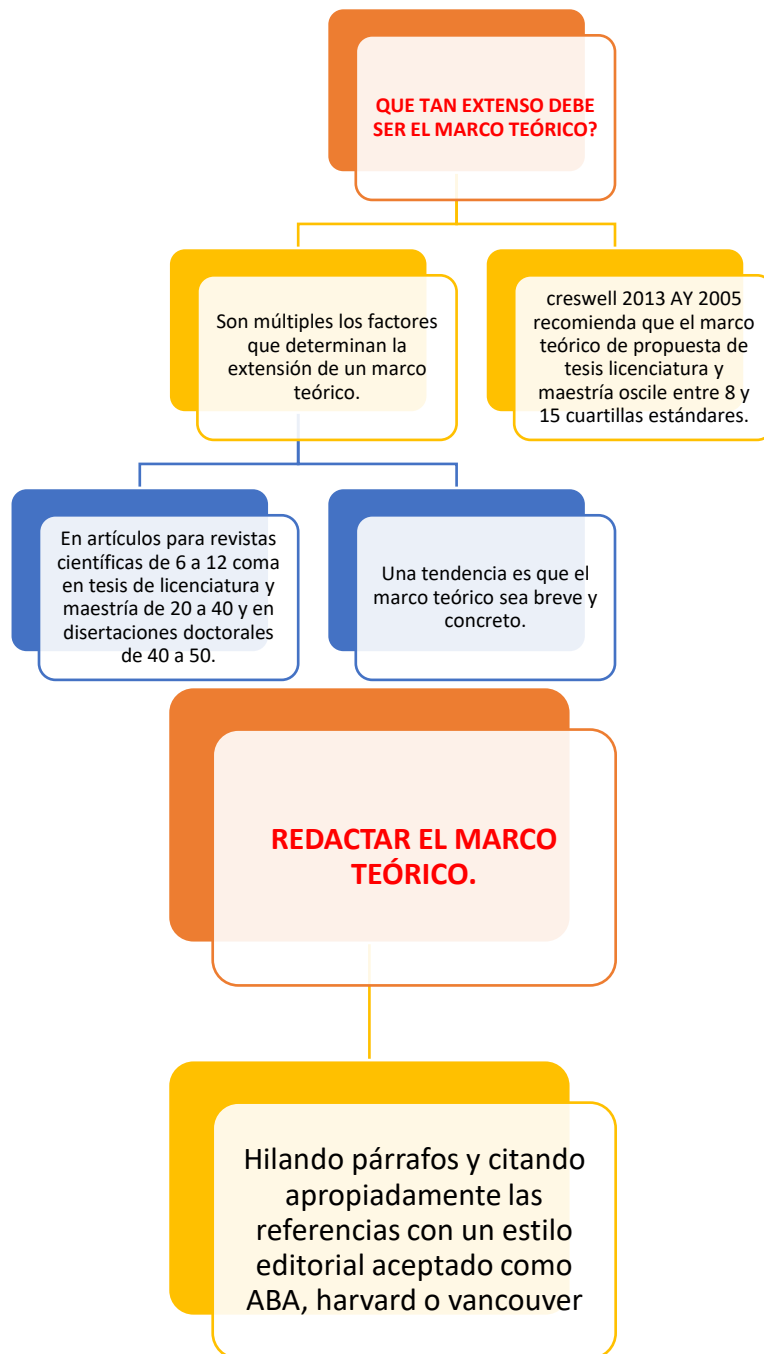 QUE TAN EXTENSO DEBE
SER EL MARCO TEÓRICO?
Son múltiples los factores
que determinan la
extensión de un marco
teórico.
creswell 2013 AY 2005
recomienda que el marco
teórico de propuesta de
tesis licenciatura y
maestría oscile entre 8 y
15 cuartillas estándares.
En artículos para revistas
científicas de 6 a 12 coma
en tesis de licenciatura y
maestría de 20 a 40 y en
disertaciones doctorales
de 40 a 50.
Una tendencia es que el
marco teórico sea breve y
concreto.
REDACTAR EL MARCO
TEÓRICO.
Hilando párrafos y citando
apropiadamente las
referencias con un estilo
editorial aceptado como
ABA, harvard o vancouver